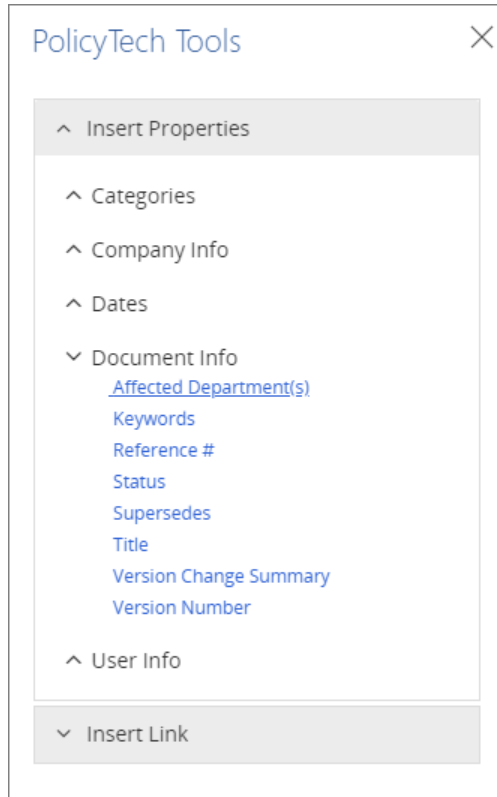 PolicyTech Tools
Insert Properties
Categories
Company Info
Dates
Document Info
Affected Department(s)
Keywords
Reference #
Status
Supersedes
Title
Version Change Summary
Version Number
User Info
Insert Link